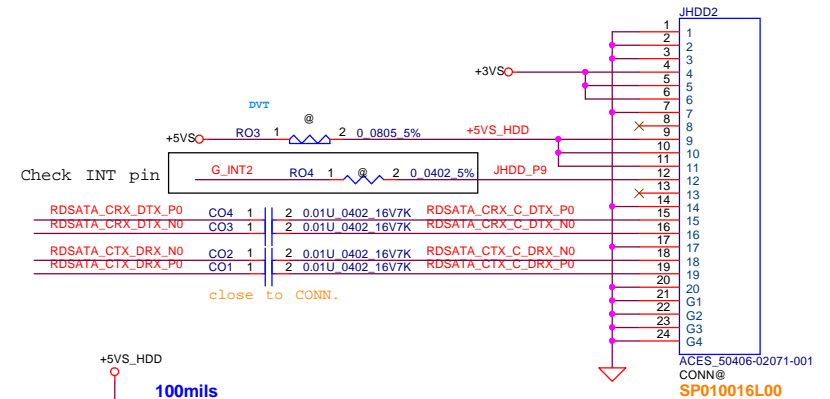 JHDD2
1 1
2 2
3 3
+3VS 4 4
5 5
6 6
7 7
DVT
8 8
@
+5VS RO3 1 2 0_0805_5% +5VS_HDD 9 9
10 10
11 11
Check INT pin G_INT2 RO4 1 @ 2 0_0402_5% JHDD_P9 12 12
13 13
14 14
RDSATA_CRX_DTX_P0 CO4 1 2 0.01U_0402_16V7K RDSATA_CRX_C_DTX_P0 15 15
RDSATA_CRX_DTX_N0 CO3 1 2 0.01U_0402_16V7K RDSATA_CRX_C_DTX_N0 16 16
17 17
RDSATA_CTX_DRX_N0 CO2 1 2 0.01U_0402_16V7K RDSATA_CTX_C_DRX_N0 18 18
RDSATA_CTX_DRX_P0 CO1 1 2 0.01U_0402_16V7K RDSATA_CTX_C_DRX_P0 19 19
20 20
close to CONN.
21 G1
22 G2
23 G3
24 G4
+5VS_HDD
ACES_50406-02071-001
CONN@
100mils
SP010016L00